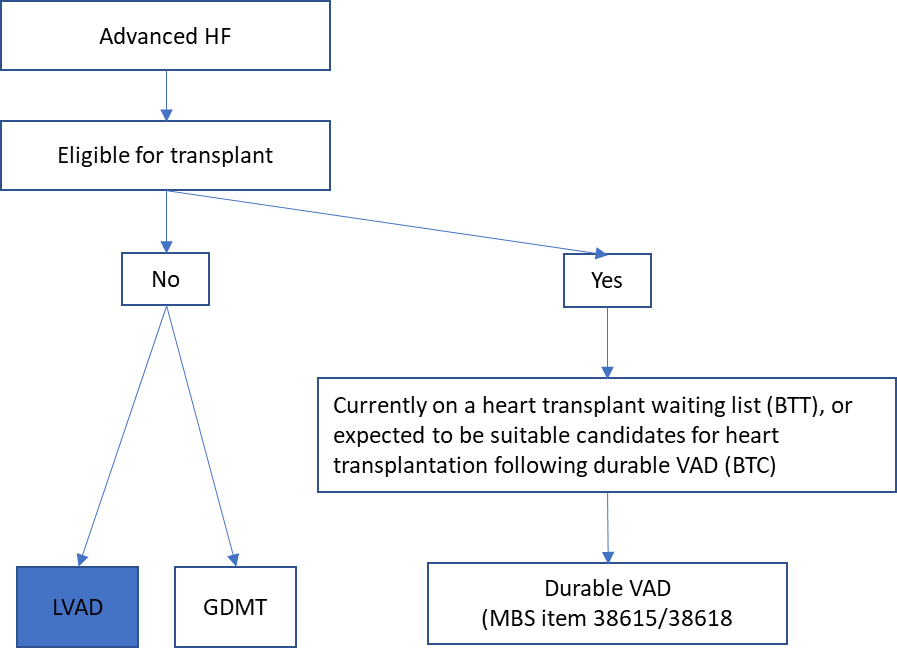 Advanced HF
Eligible for transplant
No
Yes
Currently on a heart transplant waiting list (BTT), or
expected to be suitable candidates for heart
transplantation following durable VAD (BTC)
LVAD
GDMT
Durable VAD
(MBS item 38615/38618